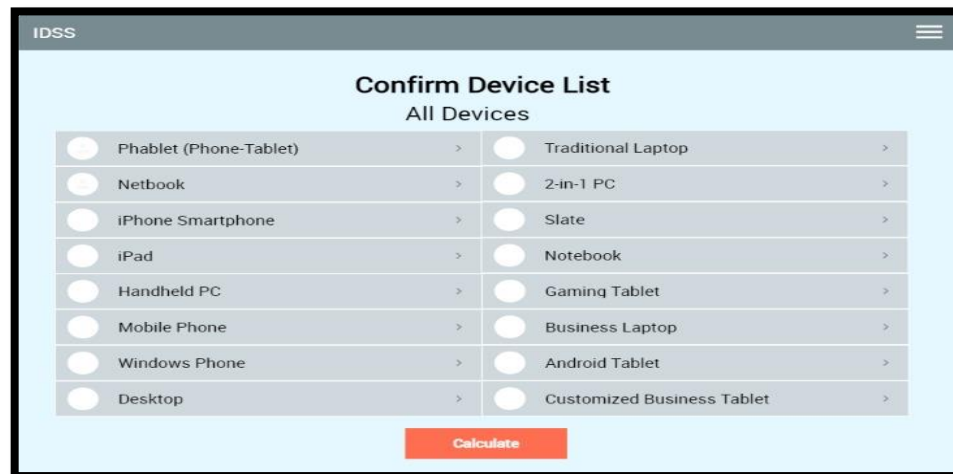 IDSS
Confirm Device List
All Devices
Phablet (Phone-Tablet)
Netbook
iPhone Smartphone
iPad
Handheld PC
Mobile Phone
Windows Phone
Desktop
Traditional Laptop
2-in-1 PC
Slate
Notebook
Gaming Tablet
Business Laptop
Android Tablet
Customized Business Tablet
Calculate